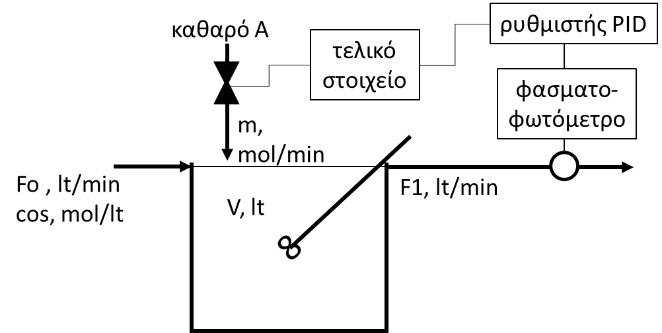 καθαρό Α
ρυθμιστής PID
τελικό
στοιχείο
φασματο-
φωτόμετρο
m,
mol/min
Fo , lt/min
cos, mol/lt
V, lt
F1, lt/min